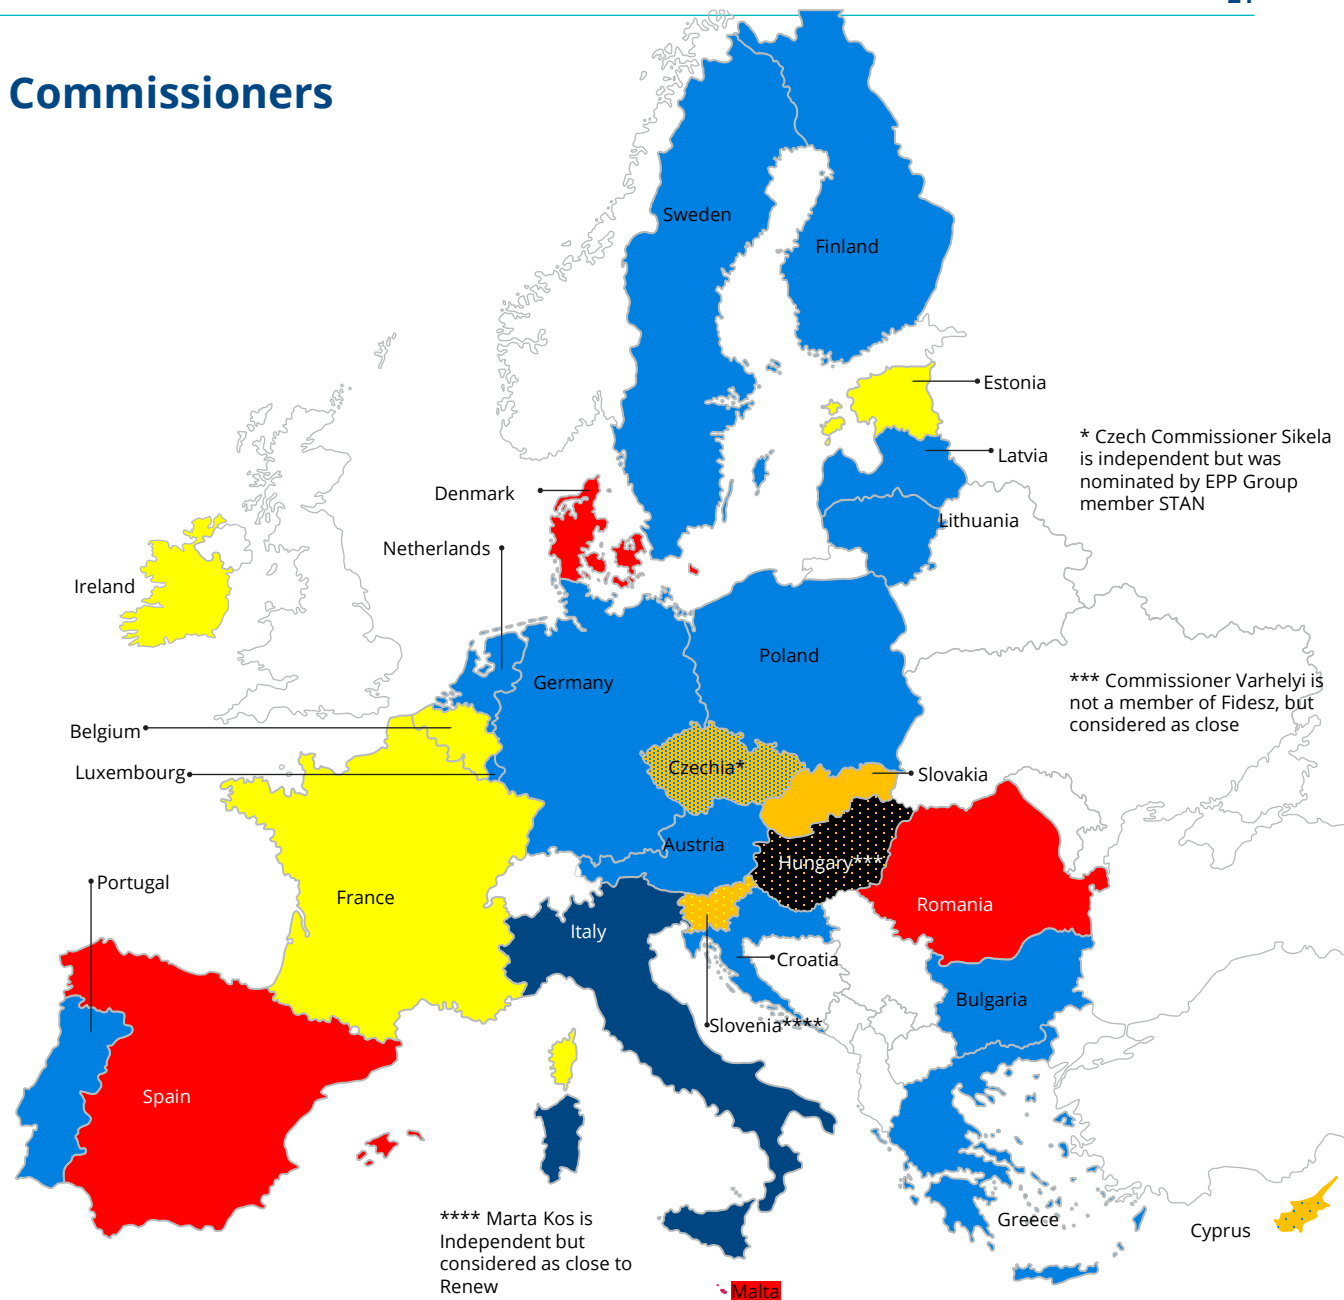 Commissioners
Sweden
Finland
Estonia
* Czech Commissioner Sikela
is independent but was
nominated by EPP Group
member STAN
Latvia
Denmark
Lithuania
Netherlands
Ireland
Poland
Germany
*** Commissioner Varhelyi is
not a member of Fidesz, but
considered as close
Belgium
Luxembourg
Czechia*
Slovakia
Austria
Hungary***
Portugal
France
Romania
Italy
Croatia
Bulgaria
Slovenia****
Spain
**** Marta Kos is
Independent but
considered as close to
Renew
Greece
Cyprus
Malta